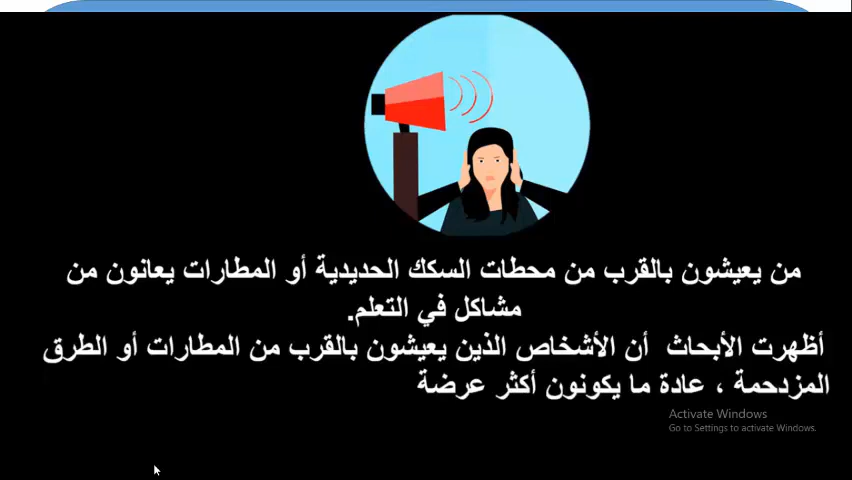 من يعيشون بالقرب من محطات السكك الحديدية أو المطارات يعانون من
مشاكل في التعلم.
أظهرت الأبحاث أن الأشخاص الذين يعيشون بالقرب من المطارات أو الطرق
المزدحمة ، عادة ما يكونون أكثر عرضة
Activate Windows
Go to Settings to activate Windows.